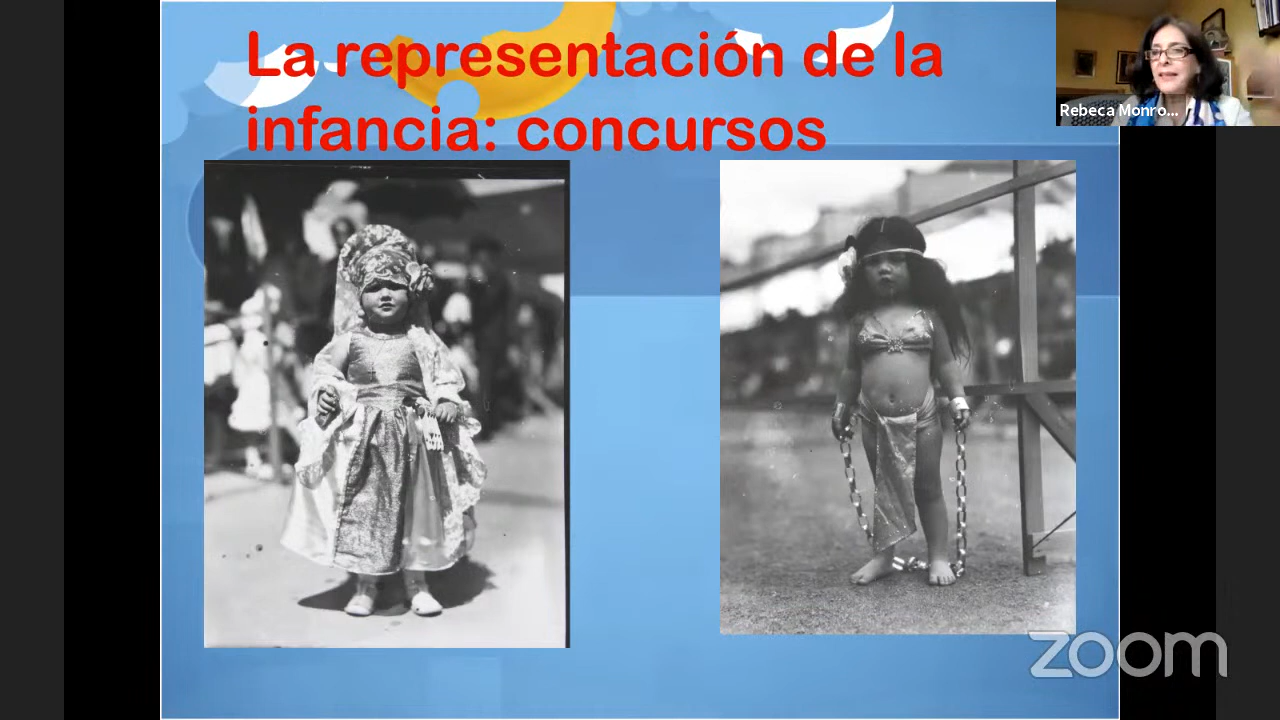 La representación de la
infancia: concursos
Rebeca Monro...
zoom